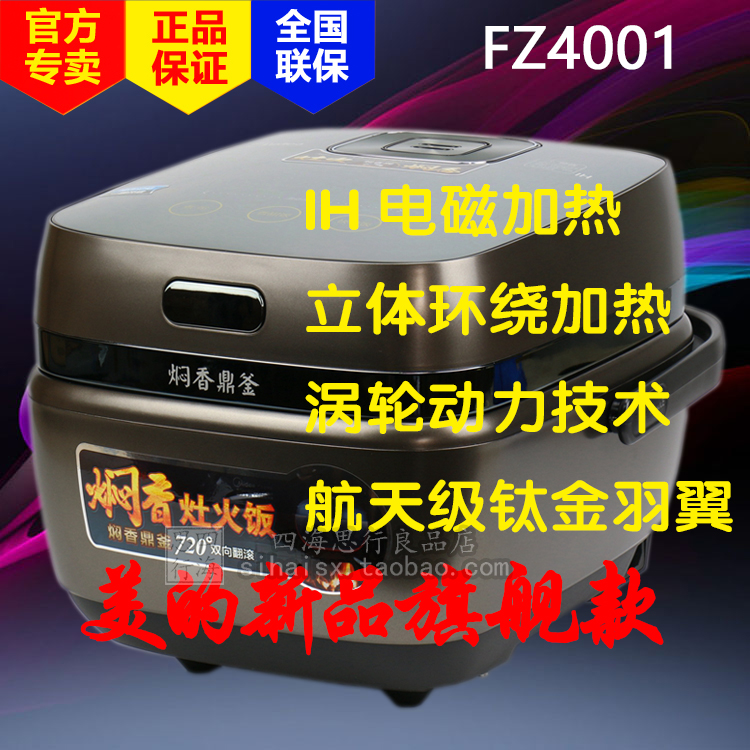 官方
专卖
正品
保证
全国
联保
FZ4001
IH 电磁加热
立体环绕加热
涡轮动力技术
航天级钛金羽翼
焖香鼎釜
焖香灶火饭
焖香鼎釜 720°双向翻滚
四海思行良品店
sihaisx.taobao.com
美的新品旗舰款